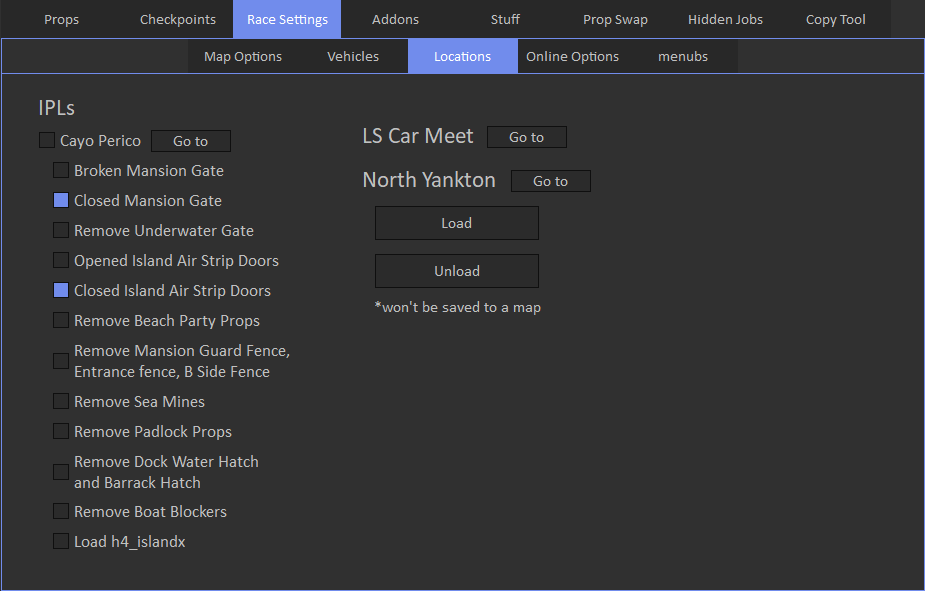 Props Checkpoints Race Settings Addons Stuff Prop Swap Hidden Jobs Copy Tool
Map Options Vehicles Locations Online Options menubs
IPLs
Cayo Perico Go to
Broken Mansion Gate
Closed Mansion Gate
Remove Underwater Gate
Opened Island Air Strip Doors
Closed Island Air Strip Doors
Remove Beach Party Props
Remove Mansion Guard Fence,
Entrance fence, B Side Fence
Remove Sea Mines
Remove Padlock Props
Remove Dock Water Hatch
and Barrack Hatch
Remove Boat Blockers
Load h4_islandx
LS Car Meet Go to
North Yankton Go to
Load
Unload
*won't be saved to a map